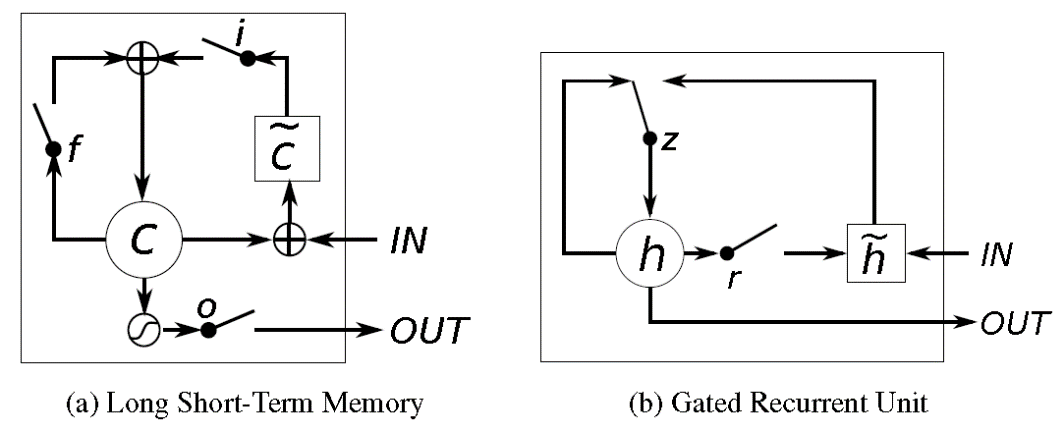 i
f
c̃
c
IN
o
OUT
(a) Long Short-Term Memory
z
h
r
h̃
IN
OUT
(b) Gated Recurrent Unit